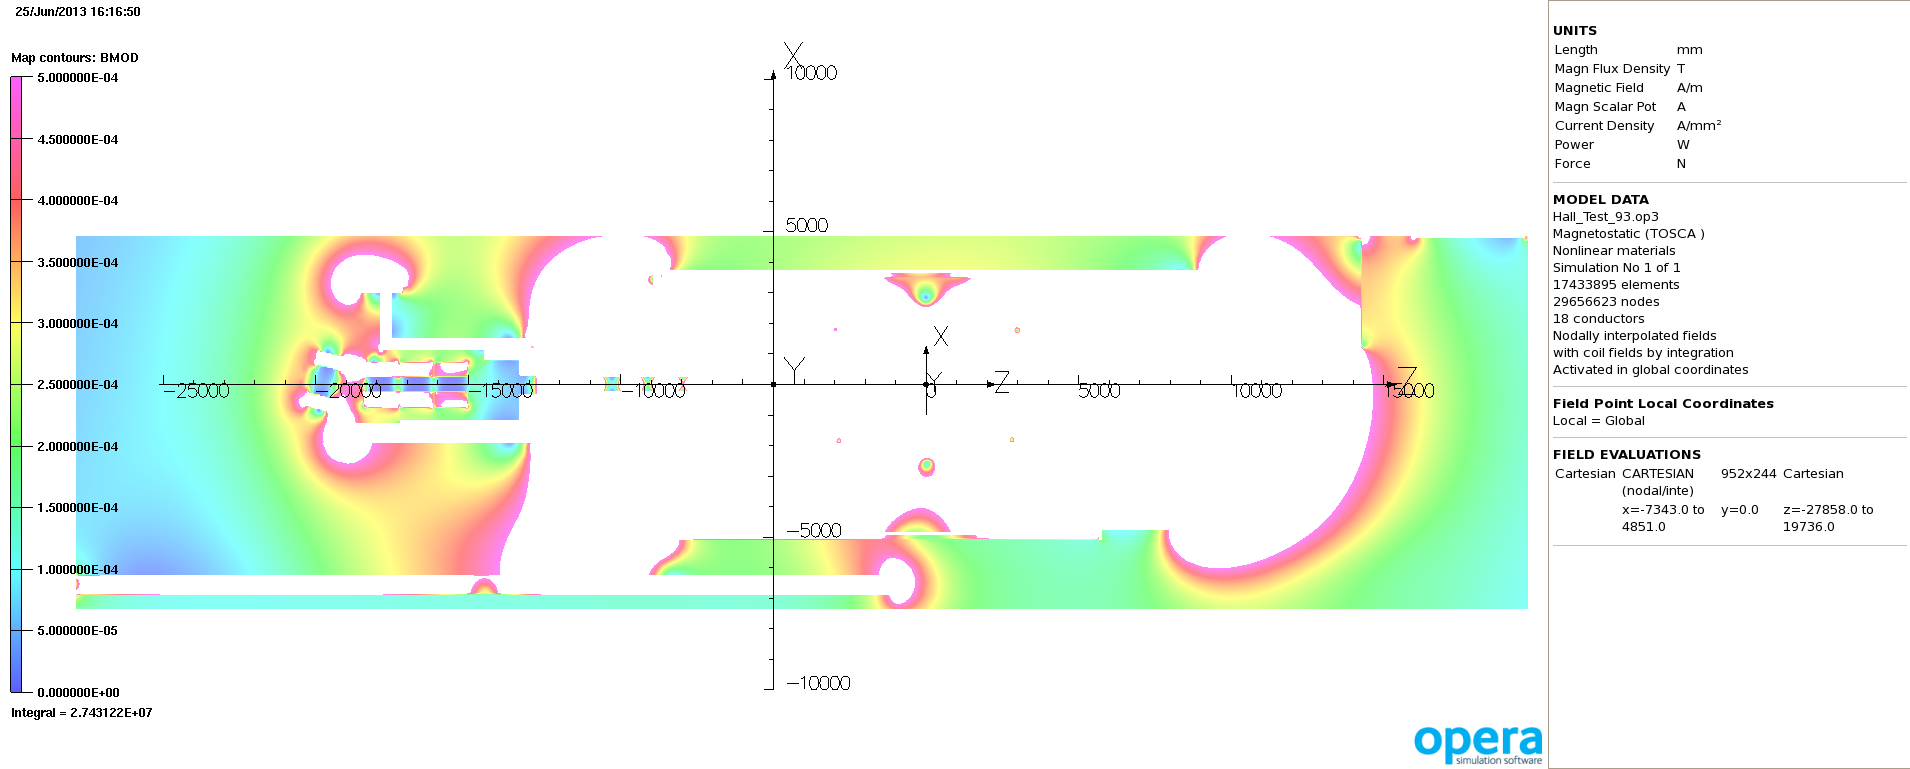 25/Jun/2013 16:16:50
Map contours: BMOD
5.000000E-04
4.500000E-04
4.000000E-04
3.500000E-04
3.000000E-04
2.500000E-04
2.000000E-04
1.500000E-04
1.000000E-04
5.000000E-05
0.000000E+00
Integral = 2.743122E+07
X
10000
5000
X
Y
Z
Y
Z
-25000
-20000
-15000
-10000
0
5000
10000
15000
-5000
-10000
opera
simulation software
UNITS
Length mm
Magn Flux Density T
Magnetic Field A/m
Magn Scalar Pot A
Current Density A/mm²
Power W
Force N
MODEL DATA
Hall_Test_93.op3
Magnetostatic (TOSCA )
Nonlinear materials
Simulation No 1 of 1
17433895 elements
29656623 nodes
18 conductors
Nodally interpolated fields
with coil fields by integration
Activated in global coordinates
Field Point Local Coordinates
Local = Global
FIELD EVALUATIONS
Cartesian CARTESIAN 952x244 Cartesian
(nodal/inte)
x=-7343.0 to y=0.0 z=-27858.0 to
4851.0 19736.0